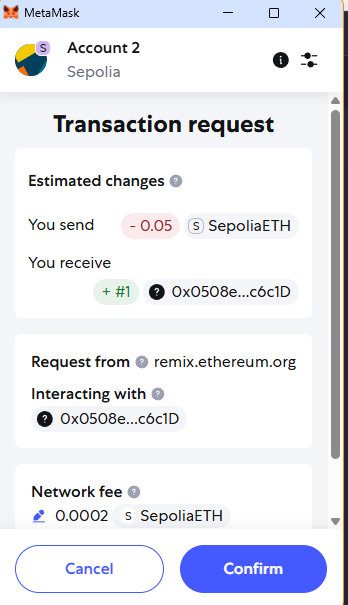 MetaMask
S
Account 2
Sepolia
Transaction request
Estimated changes ?
You send - 0.05 S SepoliaETH
You receive
+ #1 ? 0x0508e...c6c1D
Request from ? remix.ethereum.org
Interacting with ?
? 0x0508e...c6c1D
Network fee ?
0.0002 S SepoliaETH
Cancel Confirm